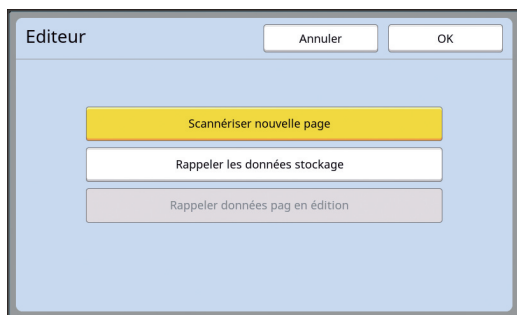 Editeur
Annuler
OK
Scannériser nouvelle page
Rappeler les données stockage
Rappeler données pag en édition